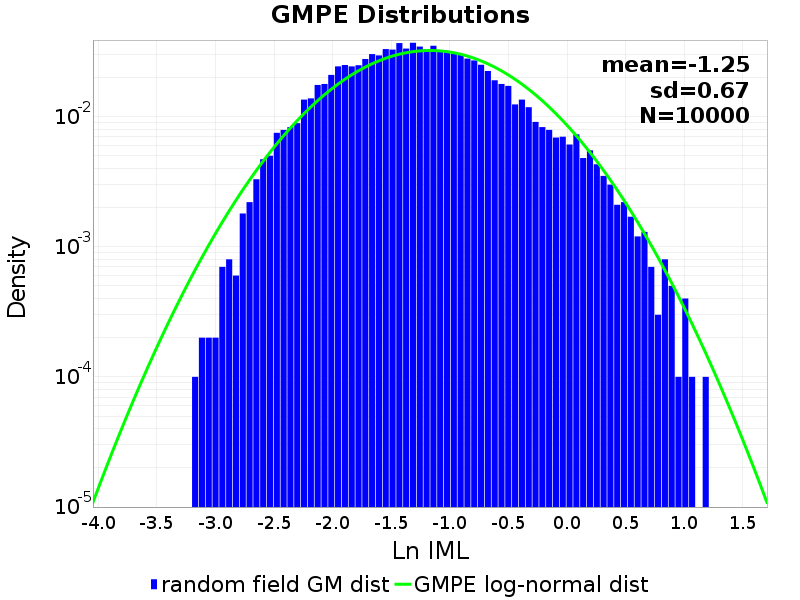 GMPE Distributions
mean=-1.25
sd=0.67
N=10000
Density
10-2
10-3
10-4
10-5
-4.0 -3.5 -3.0 -2.5 -2.0 -1.5 -1.0 -0.5 0.0 0.5 1.0 1.5
Ln IML
random field GM dist GMPE log-normal dist